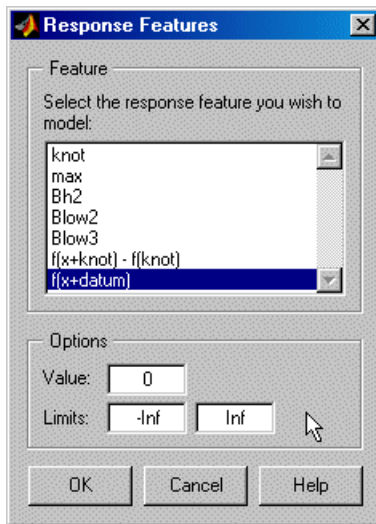 Response Features
Feature
Select the response feature you wish to
model:
knot
max
Bh2
Blow2
Blow3
f(x+knot) - f(knot)
f(x+datum)
Options
Value: 0
Limits: -Inf Inf
OK Cancel Help